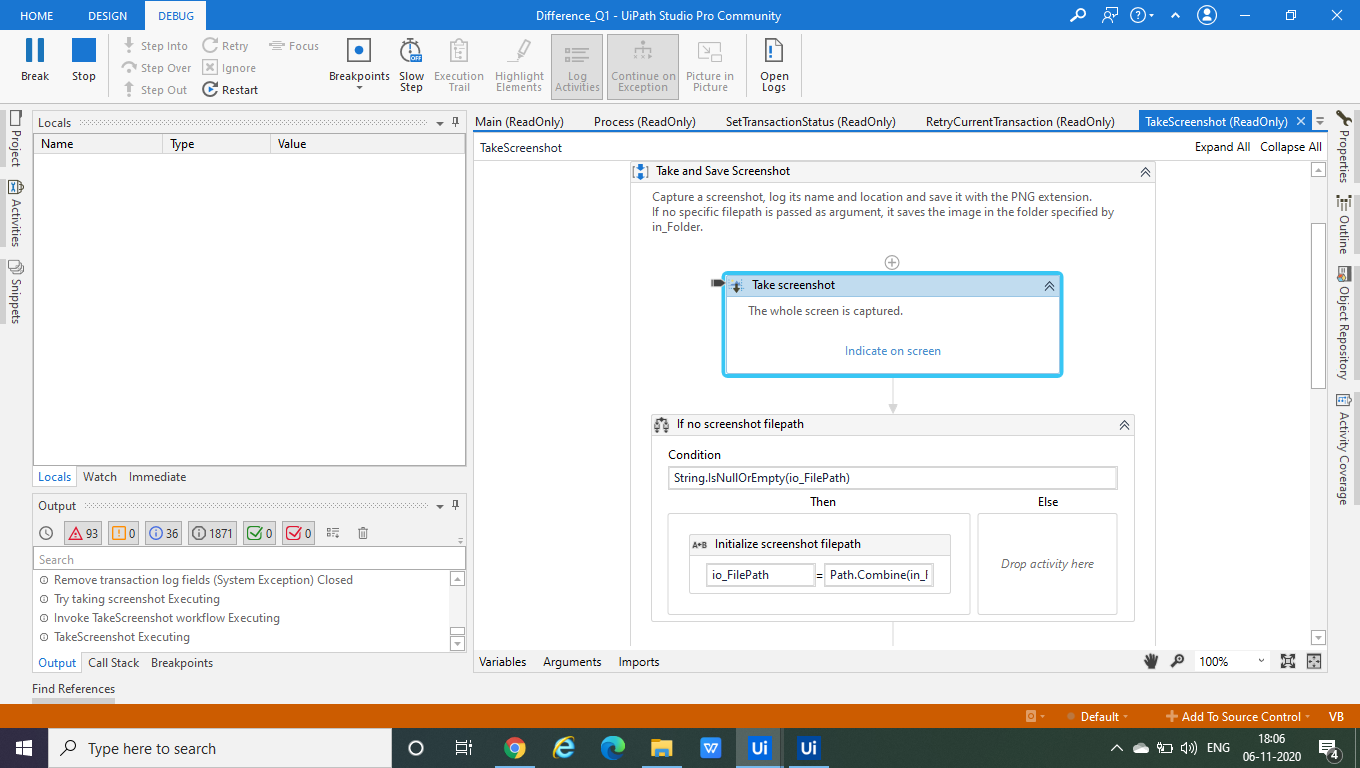 HOME DESIGN DEBUG Difference_Q1 - UiPath Studio Pro Community
Break
Stop
Step Into
Step Over
Step Out
Retry
Ignore
Restart
Focus
Breakpoints
Slow Step
Execution Trail
Highlight Elements
Log Activities
Continue on Exception
Picture in Picture
Open Logs
Project
Activities
Snippets
Locals
Name Type Value
Locals Watch Immediate
Output
93 0 36 1871 0 0
Search
Remove transaction log fields (System Exception) Closed
Try taking screenshot Executing
Invoke TakeScreenshot workflow Executing
TakeScreenshot Executing
Output Call Stack Breakpoints
Find References
Main (ReadOnly) Process (ReadOnly) SetTransactionStatus (ReadOnly) RetryCurrentTransaction (ReadOnly) TakeScreenshot (ReadOnly)
TakeScreenshot Expand All Collapse All
Take and Save Screenshot
Capture a screenshot, log its name and location and save it with the PNG extension.
If no specific filepath is passed as argument, it saves the image in the folder specified by
in_Folder.
Take screenshot
The whole screen is captured.
Indicate on screen
If no screenshot filepath
Condition
String.IsNullOrEmpty(io_FilePath)
Then Else
A+B Initialize screenshot filepath
io_FilePath = Path.Combine(in_F
Drop activity here
Variables Arguments Imports 100%
Properties
Outline
Object Repository
Activity Coverage
Default Add To Source Control VB
Type here to search
Ui Ui
ENG
18:06
06-11-2020
4